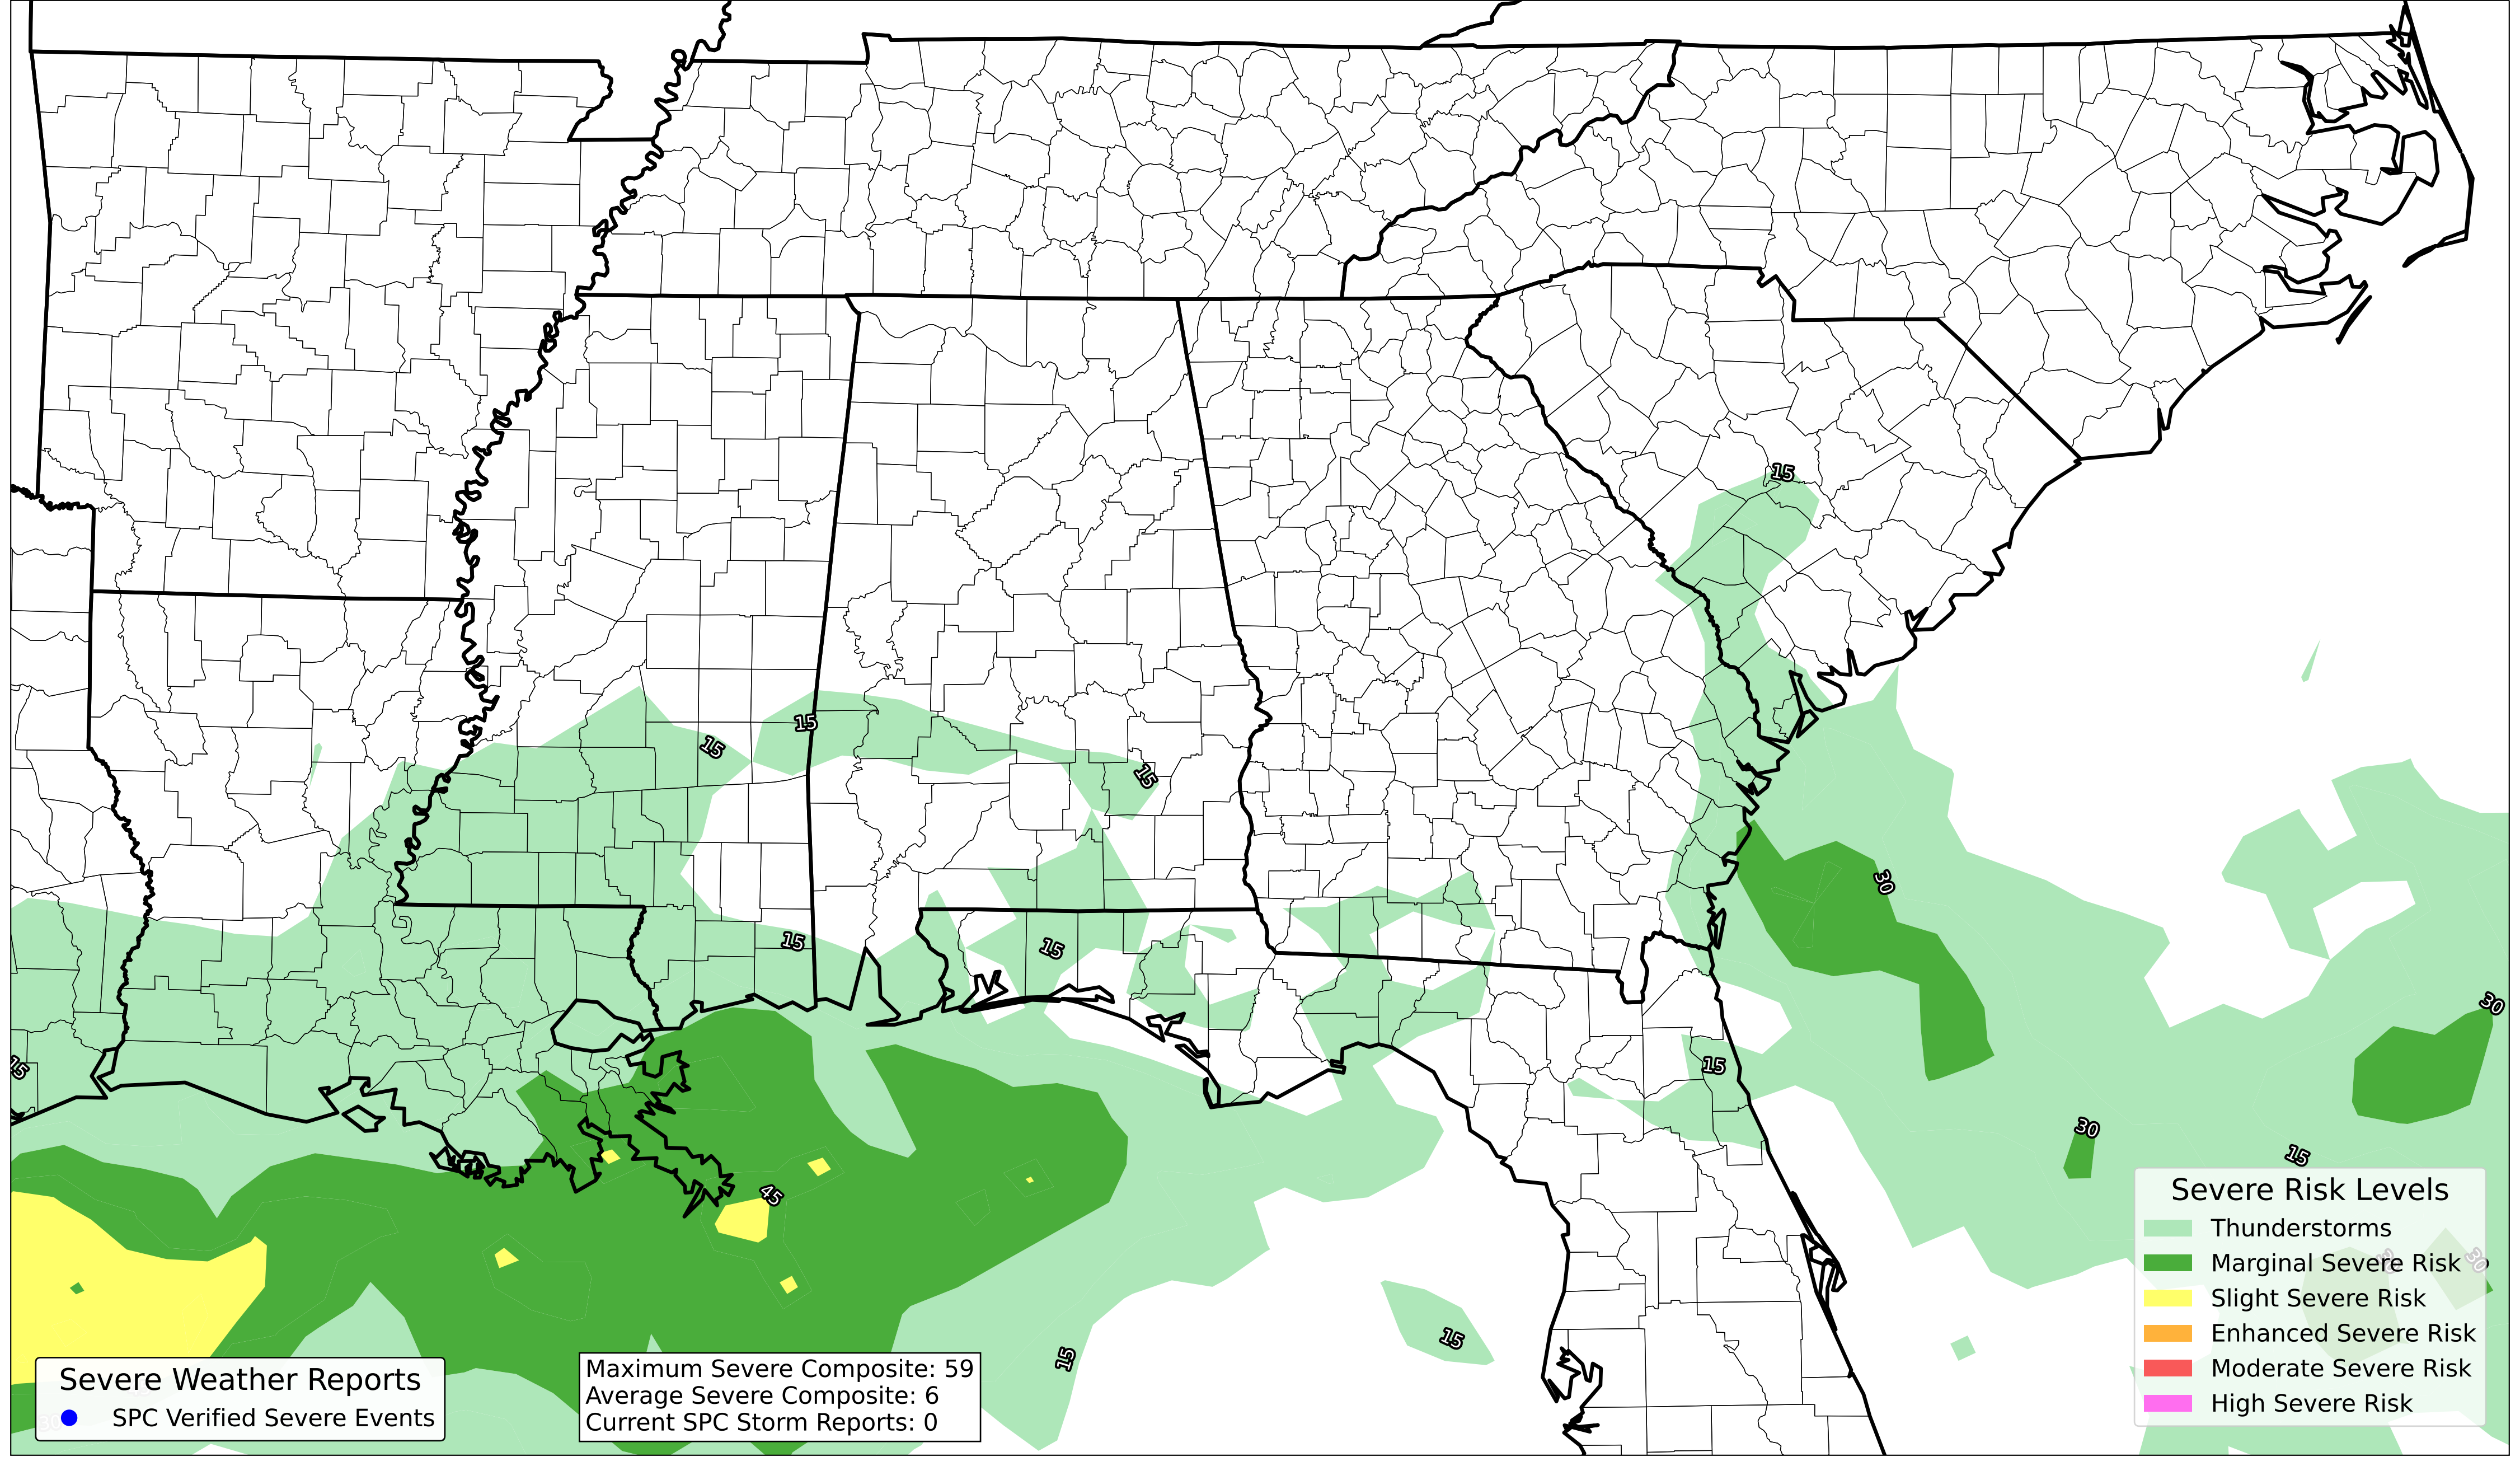 15
15
15
15
30
15
15
30
15
15
30
15
45
15
15
30
Severe Risk Levels
Thunderstorms
Marginal Severe Risk
Slight Severe Risk
Enhanced Severe Risk
Moderate Severe Risk
High Severe Risk
Severe Weather Reports
SPC Verified Severe Events
Maximum Severe Composite: 59
Average Severe Composite: 6
Current SPC Storm Reports: 0